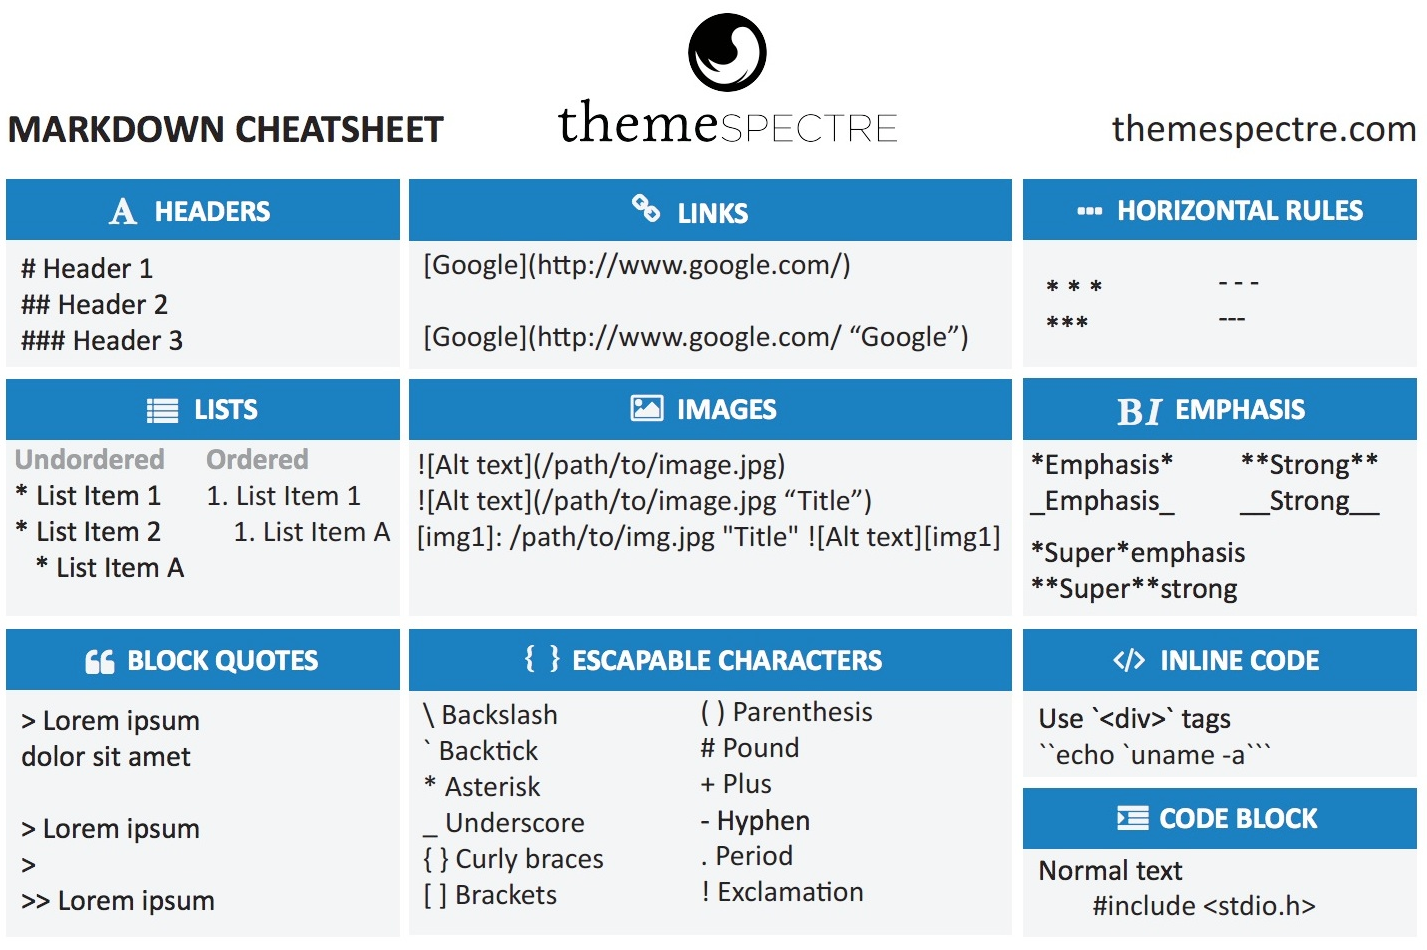 MARKDOWN CHEATSHEET
themeSPECTRE
themespectre.com
A HEADERS
# Header 1
## Header 2
### Header 3
LINKS
[Google](http://www.google.com/)
[Google](http://www.google.com/ “Google”)
HORIZONTAL RULES
* * *
***
- - -
---
LISTS
Undordered
* List Item 1
* List Item 2
* List Item A
Ordered
1. List Item 1
1. List Item A
IMAGES
![Alt text](/path/to/image.jpg)
![Alt text](/path/to/image.jpg “Title”)
[img1]: /path/to/img.jpg "Title" ![Alt text][img1]
BI EMPHASIS
*Emphasis*
_Emphasis_
**Strong**
__Strong__
*Super*emphasis
**Super**strong
BLOCK QUOTES
> Lorem ipsum
dolor sit amet
> Lorem ipsum
>
>> Lorem ipsum
{ } ESCAPABLE CHARACTERS
\ Backslash
` Backtick
* Asterisk
_ Underscore
{ } Curly braces
[ ] Brackets
( ) Parenthesis
# Pound
+ Plus
- Hyphen
. Period
! Exclamation
</> INLINE CODE
Use `<div>` tags
``echo `uname -a```
CODE BLOCK
Normal text
#include <stdio.h>